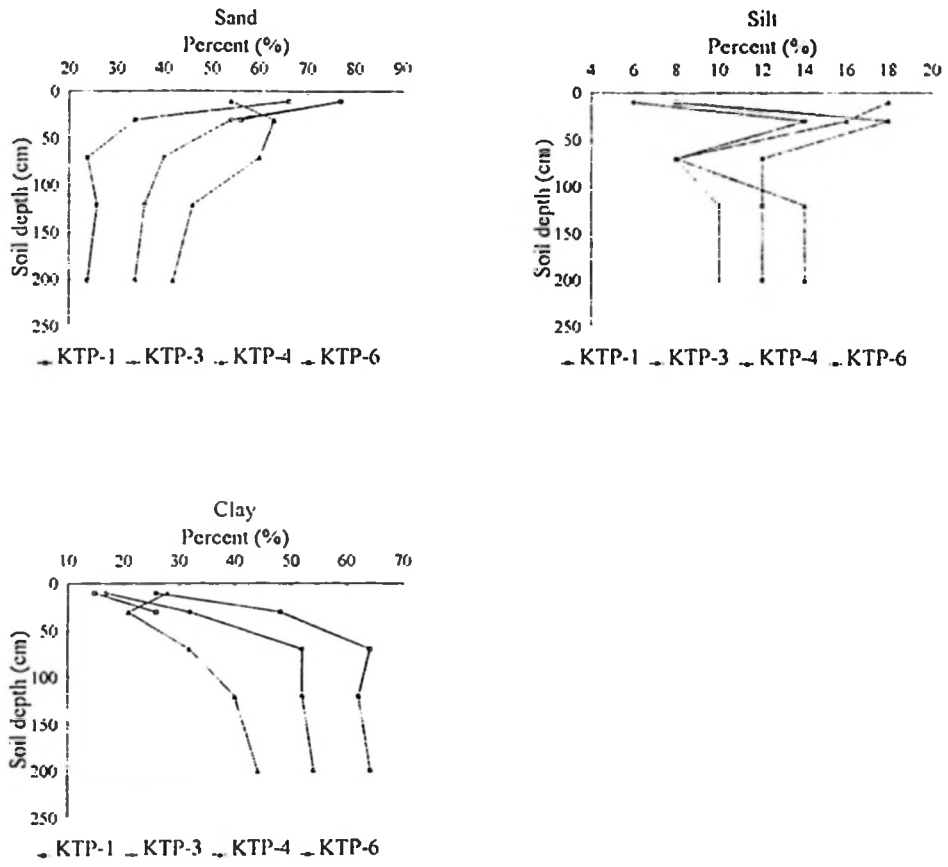 Sand
Percent (%)
20 30 40 50 60 70 80 90
0
50
100
150
200
250
Soil depth (cm)
KTP-1 KTP-3 KTP-4 KTP-6
Silt
Percent (%)
4 6 8 10 12 14 16 18 20
0
50
100
150
200
250
Soil depth (cm)
KTP-1 KTP-3 KTP-4 KTP-6
Clay
Percent (%)
10 20 30 40 50 60 70
0
50
100
150
200
250
Soil depth (cm)
KTP-1 KTP-3 KTP-4 KTP-6